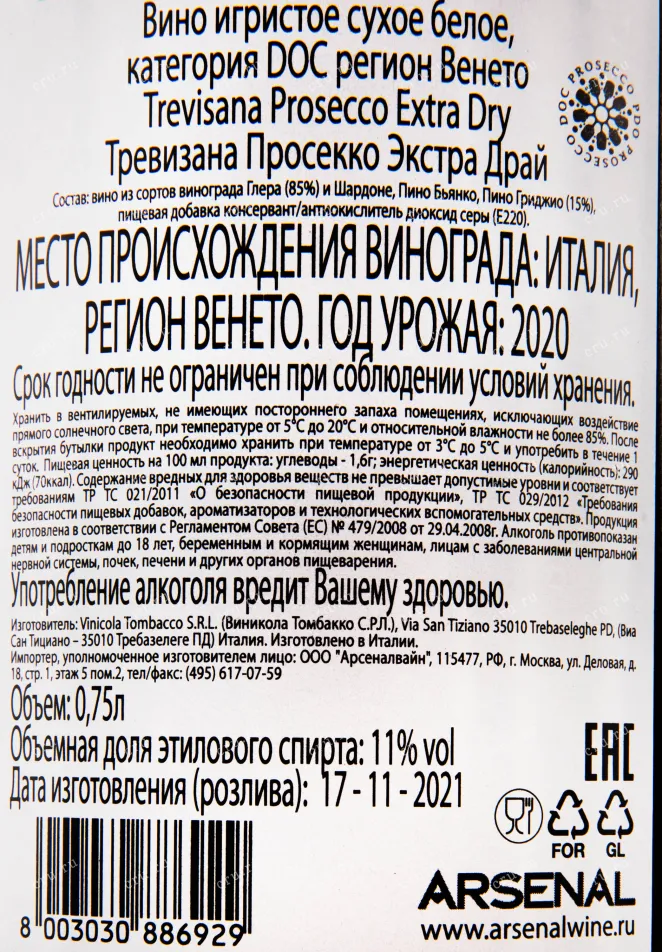 Вино игристое сухое белое,
категория DOC регион Венето
Trevisana Prosecco Extra Dry
Тревизана Просекко Экстра Драй
DOC PROSECCO PDO PROSECCO
Состав: вино из сортов винограда Глера (85%) и Шардоне, Пино Бьянко, Пино Гриджио (15%),
пищевая добавка консервант/антиокислитель диоксид серы (E220).
МЕСТО ПРОИСХОЖДЕНИЯ ВИНОГРАДА: ИТАЛИЯ,
РЕГИОН ВЕНЕТО. ГОД УРОЖАЯ: 2020
Срок годности не ограничен при соблюдении условий хранения.
Хранить в вентилируемых, не имеющих постороннего запаха помещениях, исключающих воздействие
прямого солнечного света, при температуре от 5°С до 20°С и относительной влажности не более 85%. После
вскрытия бутылки продукт необходимо хранить при температуре от 3°С до 5°С и употребить в течение 1
суток. Пищевая ценность на 100 мл продукта: углеводы - 1,6г; энергетическая ценность (калорийность): 290
кДж (70ккал). Содержание вредных для здоровья веществ не превышает допустимые уровни и соответствует
требованиям ТР ТС 021/2011 «О безопасности пищевой продукции», ТР ТС 029/2012 «Требования
безопасности пищевых добавок, ароматизаторов и технологических вспомогательных средств». Продукция
изготовлена в соответствии с Регламентом Совета (ЕС) № 479/2008 от 29.04.2008г. Алкоголь противопоказан
детям и подросткам до 18 лет, беременным и кормящим женщинам, лицам с заболеваниями центральной
нервной системы, почек, печени и других органов пищеварения.
Употребление алкоголя вредит Вашему здоровью.
Изготовитель: Vinicola Tombacco S.R.L. (Виникола Томбакко С.Р.Л.), Via San Tiziano 35010 Trebaseleghe PD, (Виа
Сан Тициано – 35010 Требазелеге ПД) Италия. Изготовлено в Италии.
Импортер, уполномоченное изготовителем лицо: ООО "Арсеналвайн", 115477, РФ, г. Москва, ул. Деловая, д.
18, стр. 1, этаж 5 пом.2, тел/факс: (495) 617-07-59
Объем: 0,75л
Объемная доля этилового спирта: 11% vol
Дата изготовления (розлива): 17 - 11 - 2021
EAC
FOR GL
ARSENAL
www.arsenalwine.ru
8 003030 886929